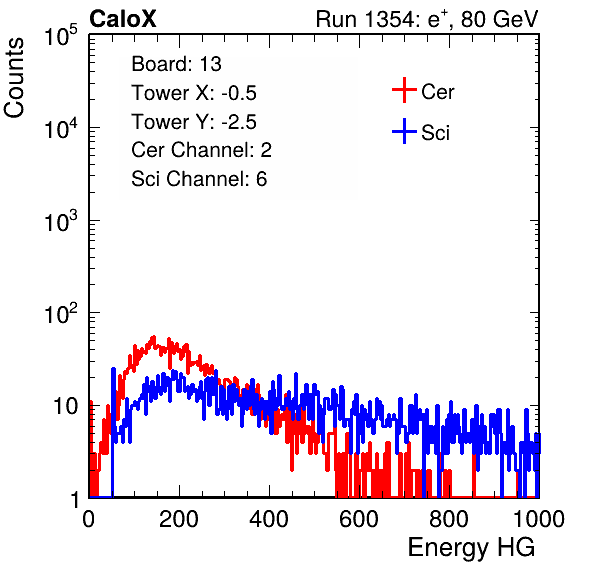 CaloX Run 1354: e⁺, 80 GeV
Counts
Board: 13
Tower X: -0.5
Tower Y: -2.5
Cer Channel: 2
Sci Channel: 6
Cer
Sci
10⁵
10⁴
10³
10²
10
1
0 200 400 600 800 1000
Energy HG